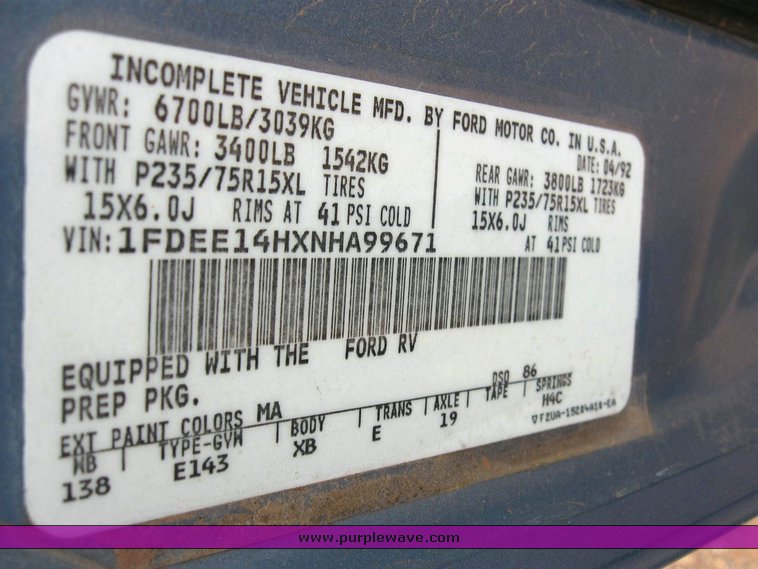 INCOMPLETE VEHICLE MFD. BY FORD MOTOR CO. IN U.S.A.
GVWR: 6700LB/3039KG
DATE: 04/92
FRONT GAWR: 3400LB 1542KG
WITH P235/75R15XL TIRES
15X6.0J RIMS AT 41 PSI COLD
REAR GAWR: 3800LB 1723KG
WITH P235/75R15XL TIRES
15X6.0J RIMS
AT 41 PSI COLD
VIN: 1FDEE14HXNHA99671
EQUIPPED WITH THE FORD RV
PREP PKG.
DSO 86
EXT PAINT COLORS MA
WB TYPE-GVW BODY TRANS AXLE TAPE SPRINGS
138 E143 XB E 19 H4C
F2UA-15204A10-EA
www.purplewave.com